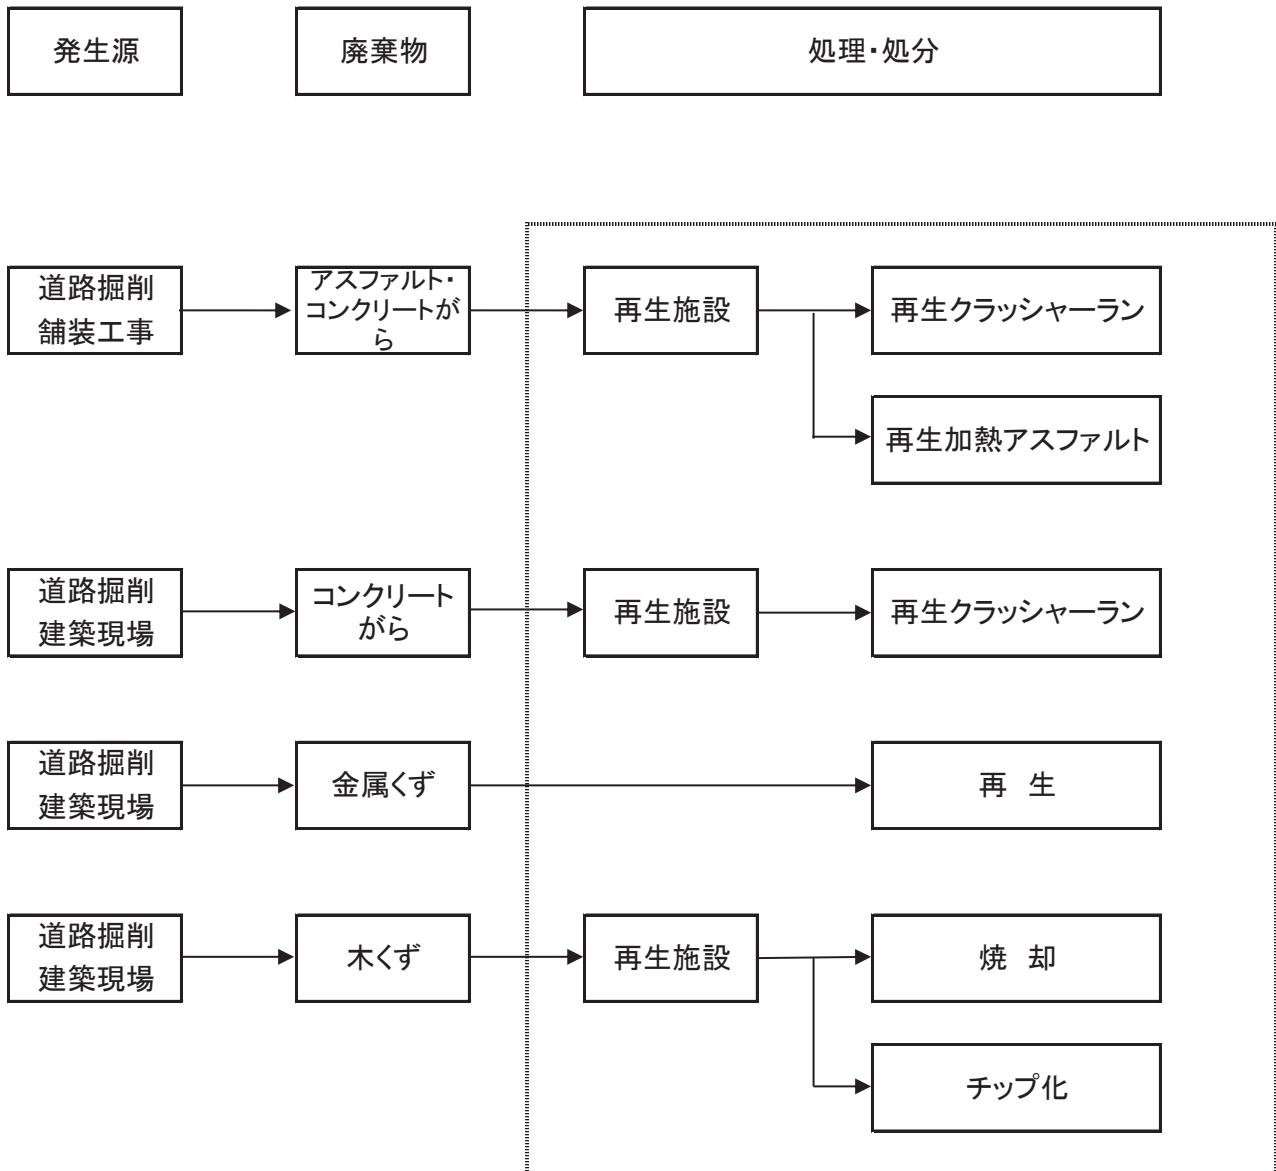 発生源
廃棄物
処理・処分
道路掘削
舗装工事
アスファルト・
コンクリートが
ら
再生施設
再生クラッシャーラン
再生加熱アスファルト
道路掘削
建築現場
コンクリート
がら
再生施設
再生クラッシャーラン
道路掘削
建築現場
金属くず
再　生
道路掘削
建築現場
木くず
再生施設
焼　却
チップ化